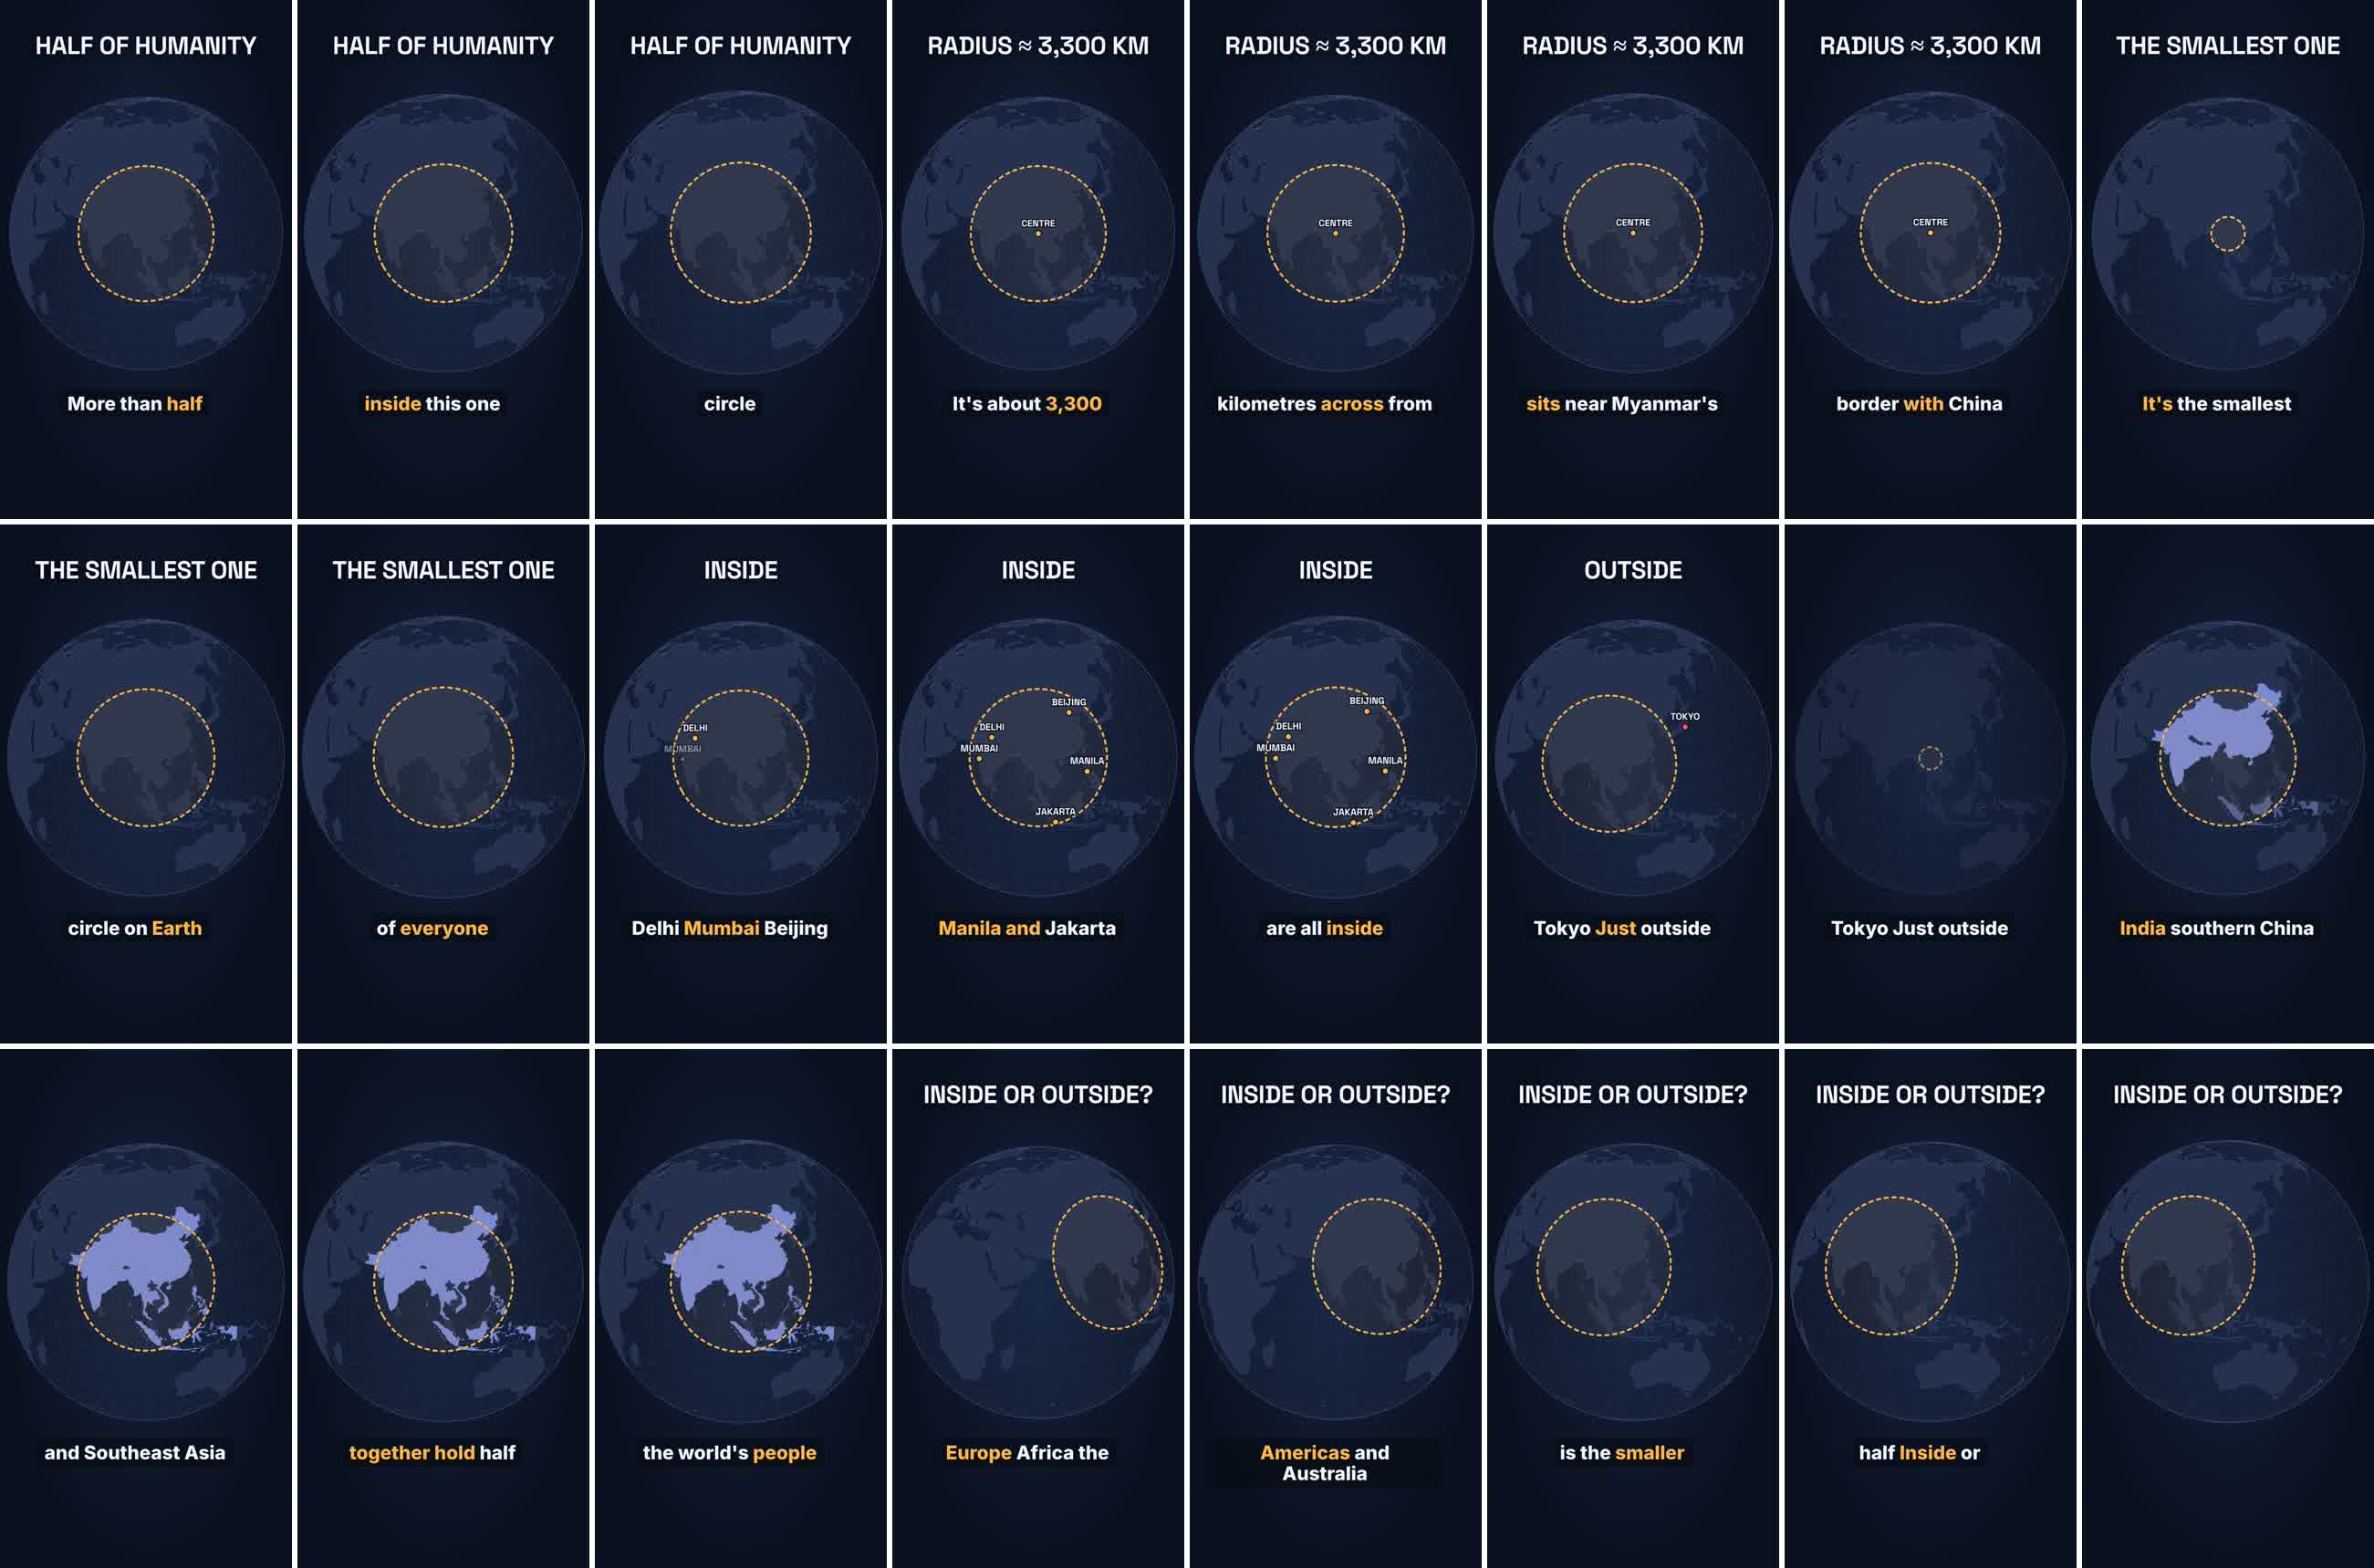 HALF OF HUMANITY
More than half
HALF OF HUMANITY
inside this one
HALF OF HUMANITY
circle
RADIUS ≈ 3,300 KM
CENTRE
It's about 3,300
RADIUS ≈ 3,300 KM
CENTRE
kilometres across from
RADIUS ≈ 3,300 KM
CENTRE
sits near Myanmar's
RADIUS ≈ 3,300 KM
CENTRE
border with China
THE SMALLEST ONE
It's the smallest
THE SMALLEST ONE
circle on Earth
THE SMALLEST ONE
of everyone
INSIDE
DELHI
MUMBAI
Delhi Mumbai Beijing
INSIDE
BEIJING
DELHI
MUMBAI
MANILA
JAKARTA
Manila and Jakarta
INSIDE
BEIJING
DELHI
MUMBAI
MANILA
JAKARTA
are all inside
OUTSIDE
TOKYO
Tokyo Just outside
Tokyo Just outside
India southern China
and Southeast Asia
together hold half
the world's people
INSIDE OR OUTSIDE?
Europe Africa the
INSIDE OR OUTSIDE?
Americas and
Australia
INSIDE OR OUTSIDE?
is the smaller
INSIDE OR OUTSIDE?
half Inside or
INSIDE OR OUTSIDE?